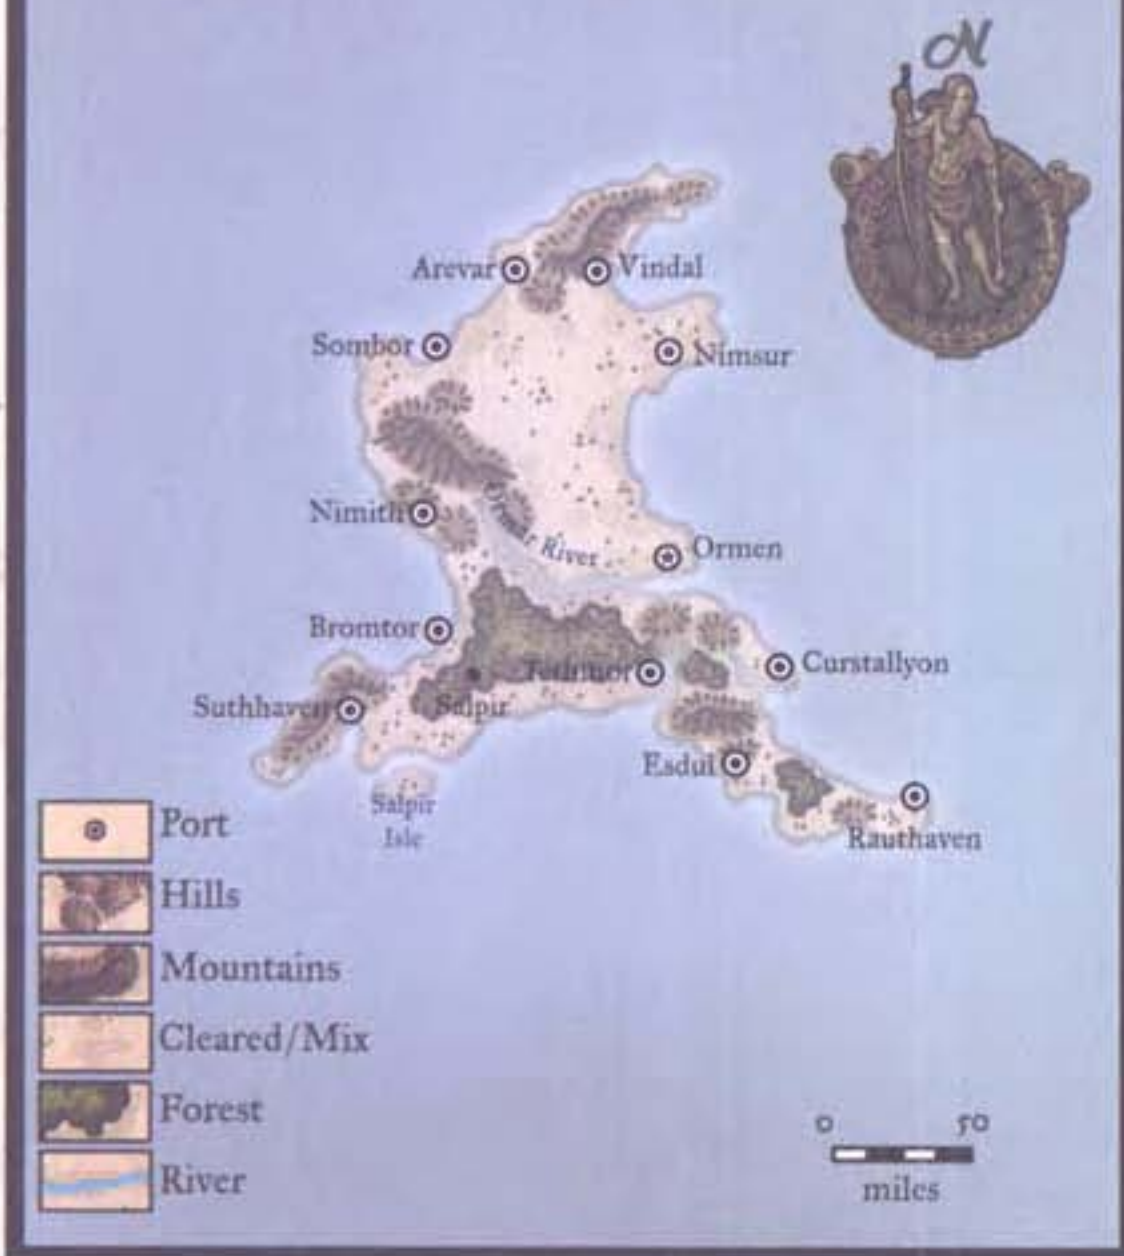 N
Arevar
Vindal
Sombor
Nimsur
Nimith
River
Ormen
Bromtor
Curstallyon
Suthhaven
Salpir
Esdul
Salpir
Isle
Rauthaven
Port
Hills
Mountains
Cleared/Mix
Forest
River
0 50
miles